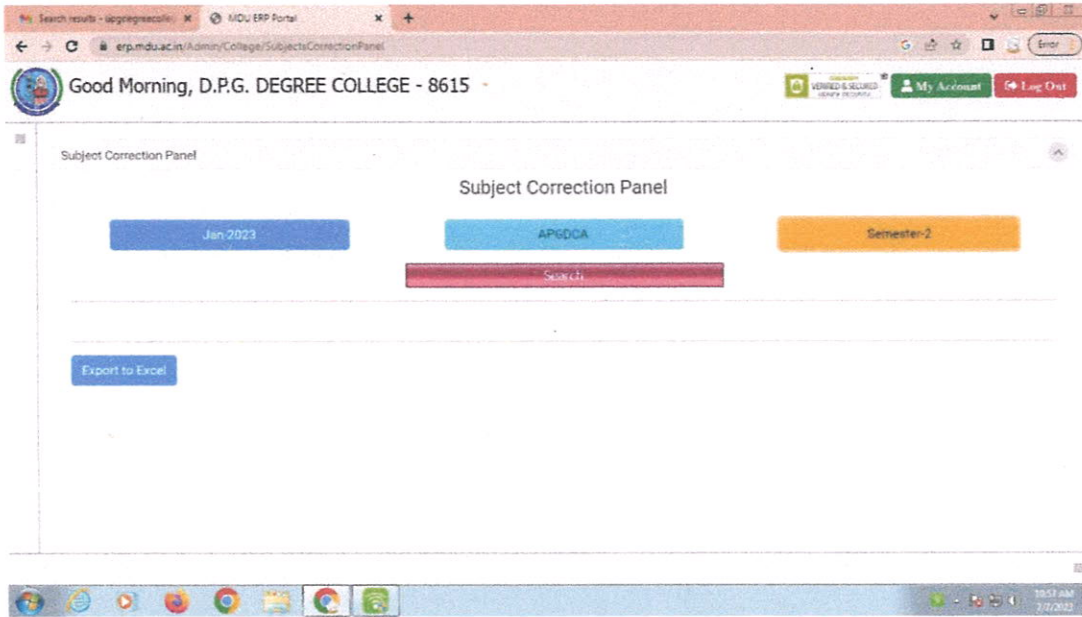 Search results - 
MDU ERP Portal
erp.mdu.ac.in/Admin/College/SubjectsCorrectionPanel
Error
Good Morning, D.P.G. DEGREE COLLEGE - 8615
VERIFIED & SECURED
My Account
Log Out
Subject Correction Panel
Subject Correction Panel
Jan-2023
APGDCA
Semester-2
Search
Export to Excel
10:57 AM